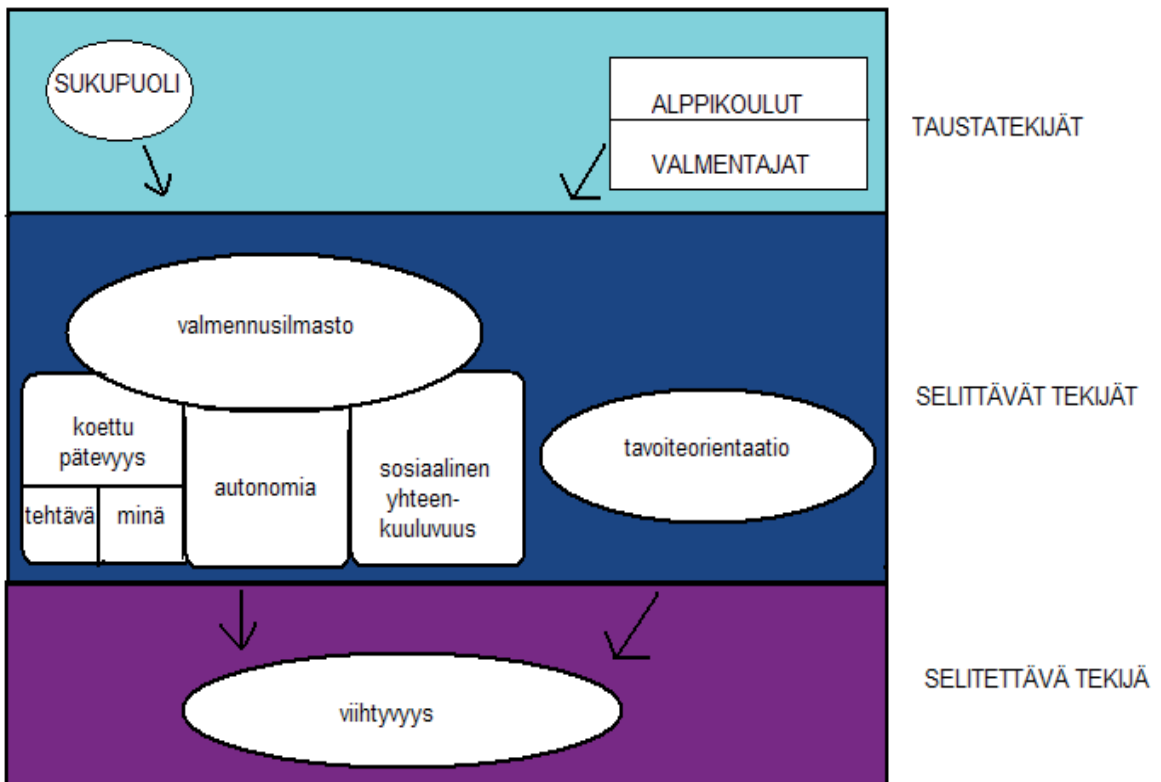 SUKUPUOLI
ALPPIKOULUT
VALMENTAJAT
TAUSTATEKIJÄT
valmennusilmasto
koettu
pätevyys
tehtävä
minä
autonomia
sosiaalinen
yhteen-
kuuluvuus
tavoiteorientaatio
SELITTÄVÄT TEKIJÄT
viihtyvyys
SELITETTÄVÄ TEKIJÄ